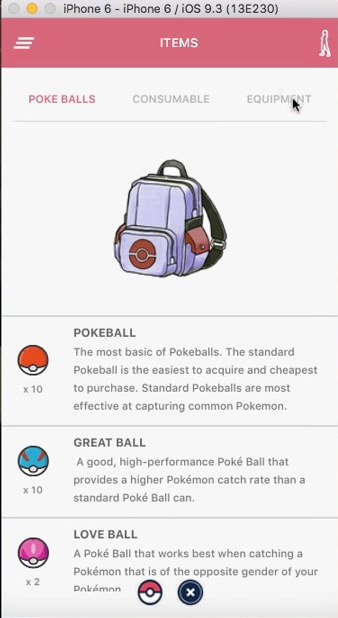 iPhone 6 - iPhone 6 / iOS 9.3 (13E230)
ITEMS
POKE BALLS CONSUMABLE EQUIPMENT
POKEBALL
The most basic of Pokeballs. The standard
Pokeball is the easiest to acquire and cheapest
to purchase. Standard Pokeballs are most
effective at capturing common Pokemon.
x 10
GREAT BALL
A good, high-performance Poké Ball that
provides a higher Pokémon catch rate than a
standard Poké Ball can.
x 10
LOVE BALL
A Poké Ball that works best when catching a
Pokémon that is of the opposite gender of your
Pokémon
x 2